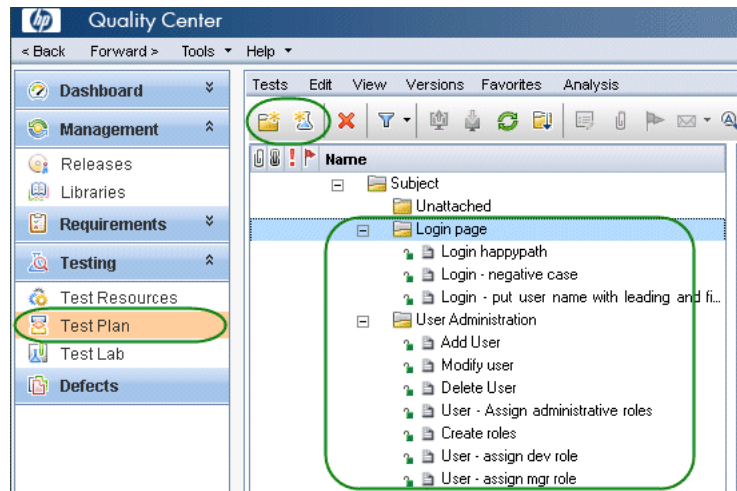 hp Quality Center
< Back Forward > Tools Help
Dashboard
Management
Releases
Libraries
Requirements
Testing
Test Resources
Test Plan
Test Lab
Defects
Tests Edit View Versions Favorites Analysis
Name
Subject
Unattached
Login page
Login happypath
Login - negative case
Login - put user name with leading and fi...
User Administration
Add User
Modify user
Delete User
User - Assign administrative roles
Create roles
User - assign dev role
User - assign mgr role